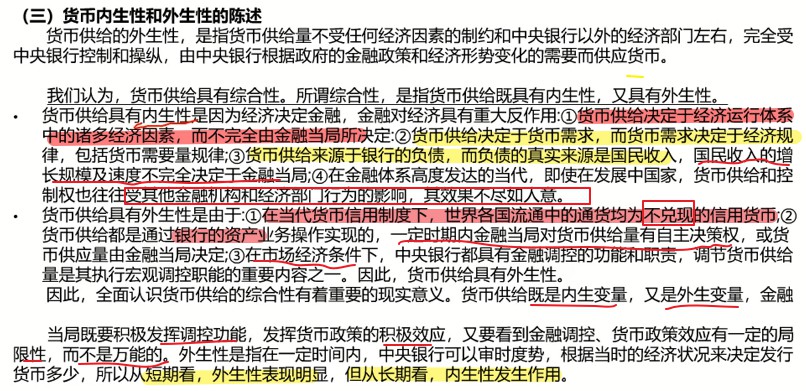 （三）货币内生性和外生性的陈述
货币供给的外生性，是指货币供给量不受任何经济因素的制约和中央银行以外的经济部门左右，完全受
中央银行控制和操纵，由中央银行根据政府的金融政策和经济形势变化的需要而供应货币。
我们认为，货币供给具有综合性。所谓综合性，是指货币供给既具有内生性，又具有外生性。
• 货币供给具有内生性是因为经济决定金融，金融对经济具有重大反作用:①货币供给决定于经济运行体系
中的诸多经济因素，而不完全由金融当局所决定:②货币供给决定于货币需求，而货币需求决定于经济规
律，包括货币需要量规律;③货币供给来源于银行的负债，而负债的真实来源是国民收入，国民收入的增
长规模及速度不完全决定于金融当局;④在金融体系高度发达的当代，即使在发展中国家，货币供给和控
制权也往往受其他金融机构和经济部门行为的影响，其效果不尽如人意。
• 货币供给具有外生性是由于:①在当代货币信用制度下，世界各国流通中的通货均为不兑现的信用货币;②
货币供给都是通过银行的资产业务操作实现的，一定时期内金融当局对货币供给量有自主决策权，或货
币供应量由金融当局决定;③在市场经济条件下，中央银行都具有金融调控的功能和职责，调节货币供给
量是其执行宏观调控职能的重要内容之一。因此，货币供给具有外生性。
因此，全面认识货币供给的综合性有着重要的现实意义。货币供给既是内生变量，又是外生变量，金融
当局既要积极发挥调控功能，发挥货币政策的积极效应，又要看到金融调控、货币政策效应有一定的局
限性，而不是万能的。外生性是指在一定时间内，中央银行可以审时度势，根据当时的经济状况来决定发行
货币多少，所以从短期看，外生性表现明显，但从长期看，内生性发生作用。